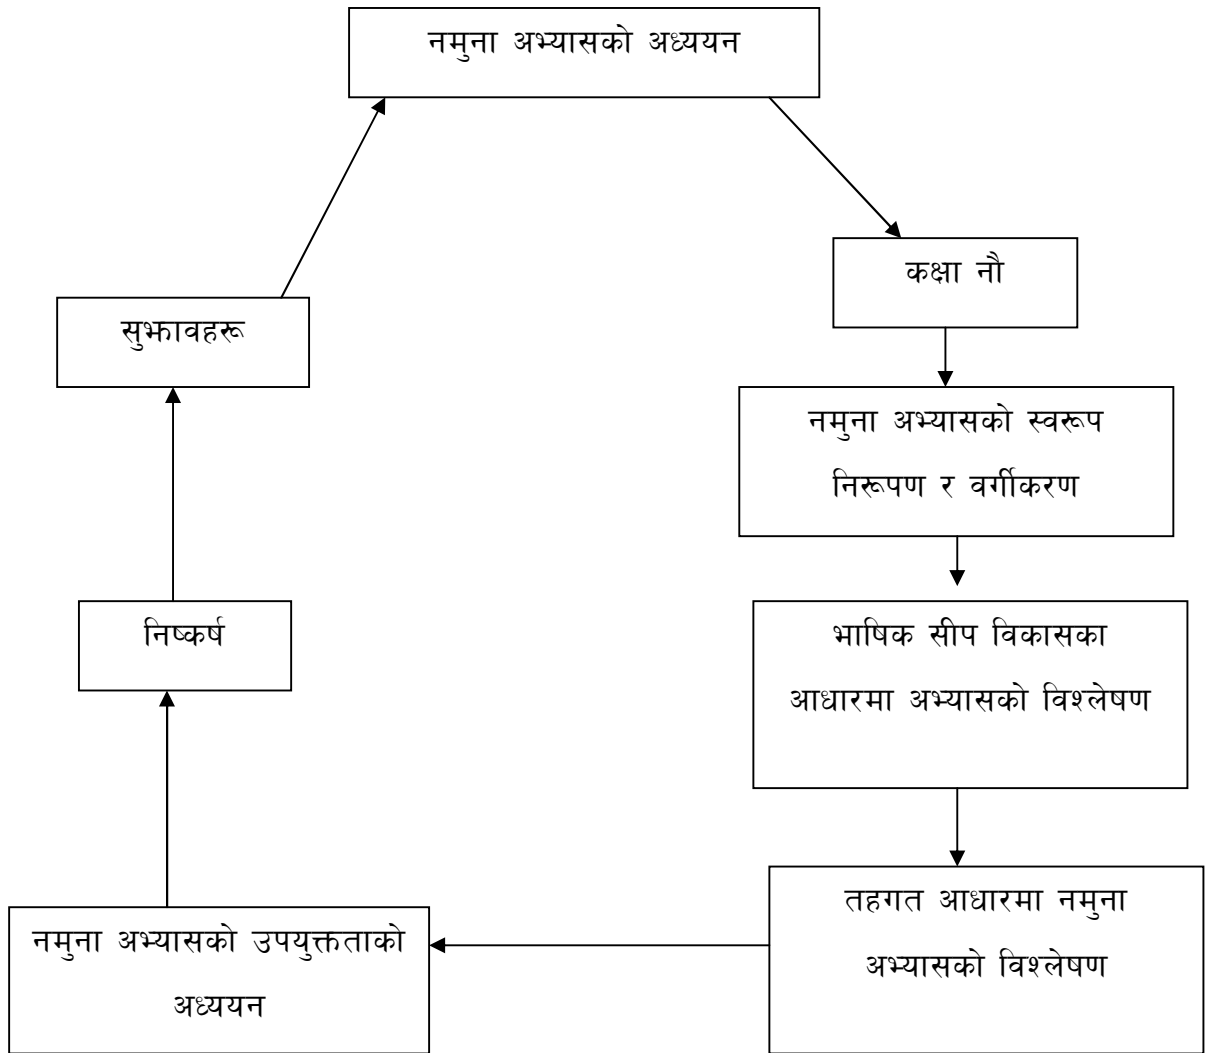 नमुना अभ्यासको अध्ययन
कक्षा नौ
नमुना अभ्यासको स्वरूप
निरूपण र वर्गीकरण
भाषिक सीप विकासका
आधारमा अभ्यासको विश्लेषण
तहगत आधारमा नमुना
अभ्यासको विश्लेषण
नमुना अभ्यासको उपयुक्तताको
अध्ययन
निष्कर्ष
सुझावहरू